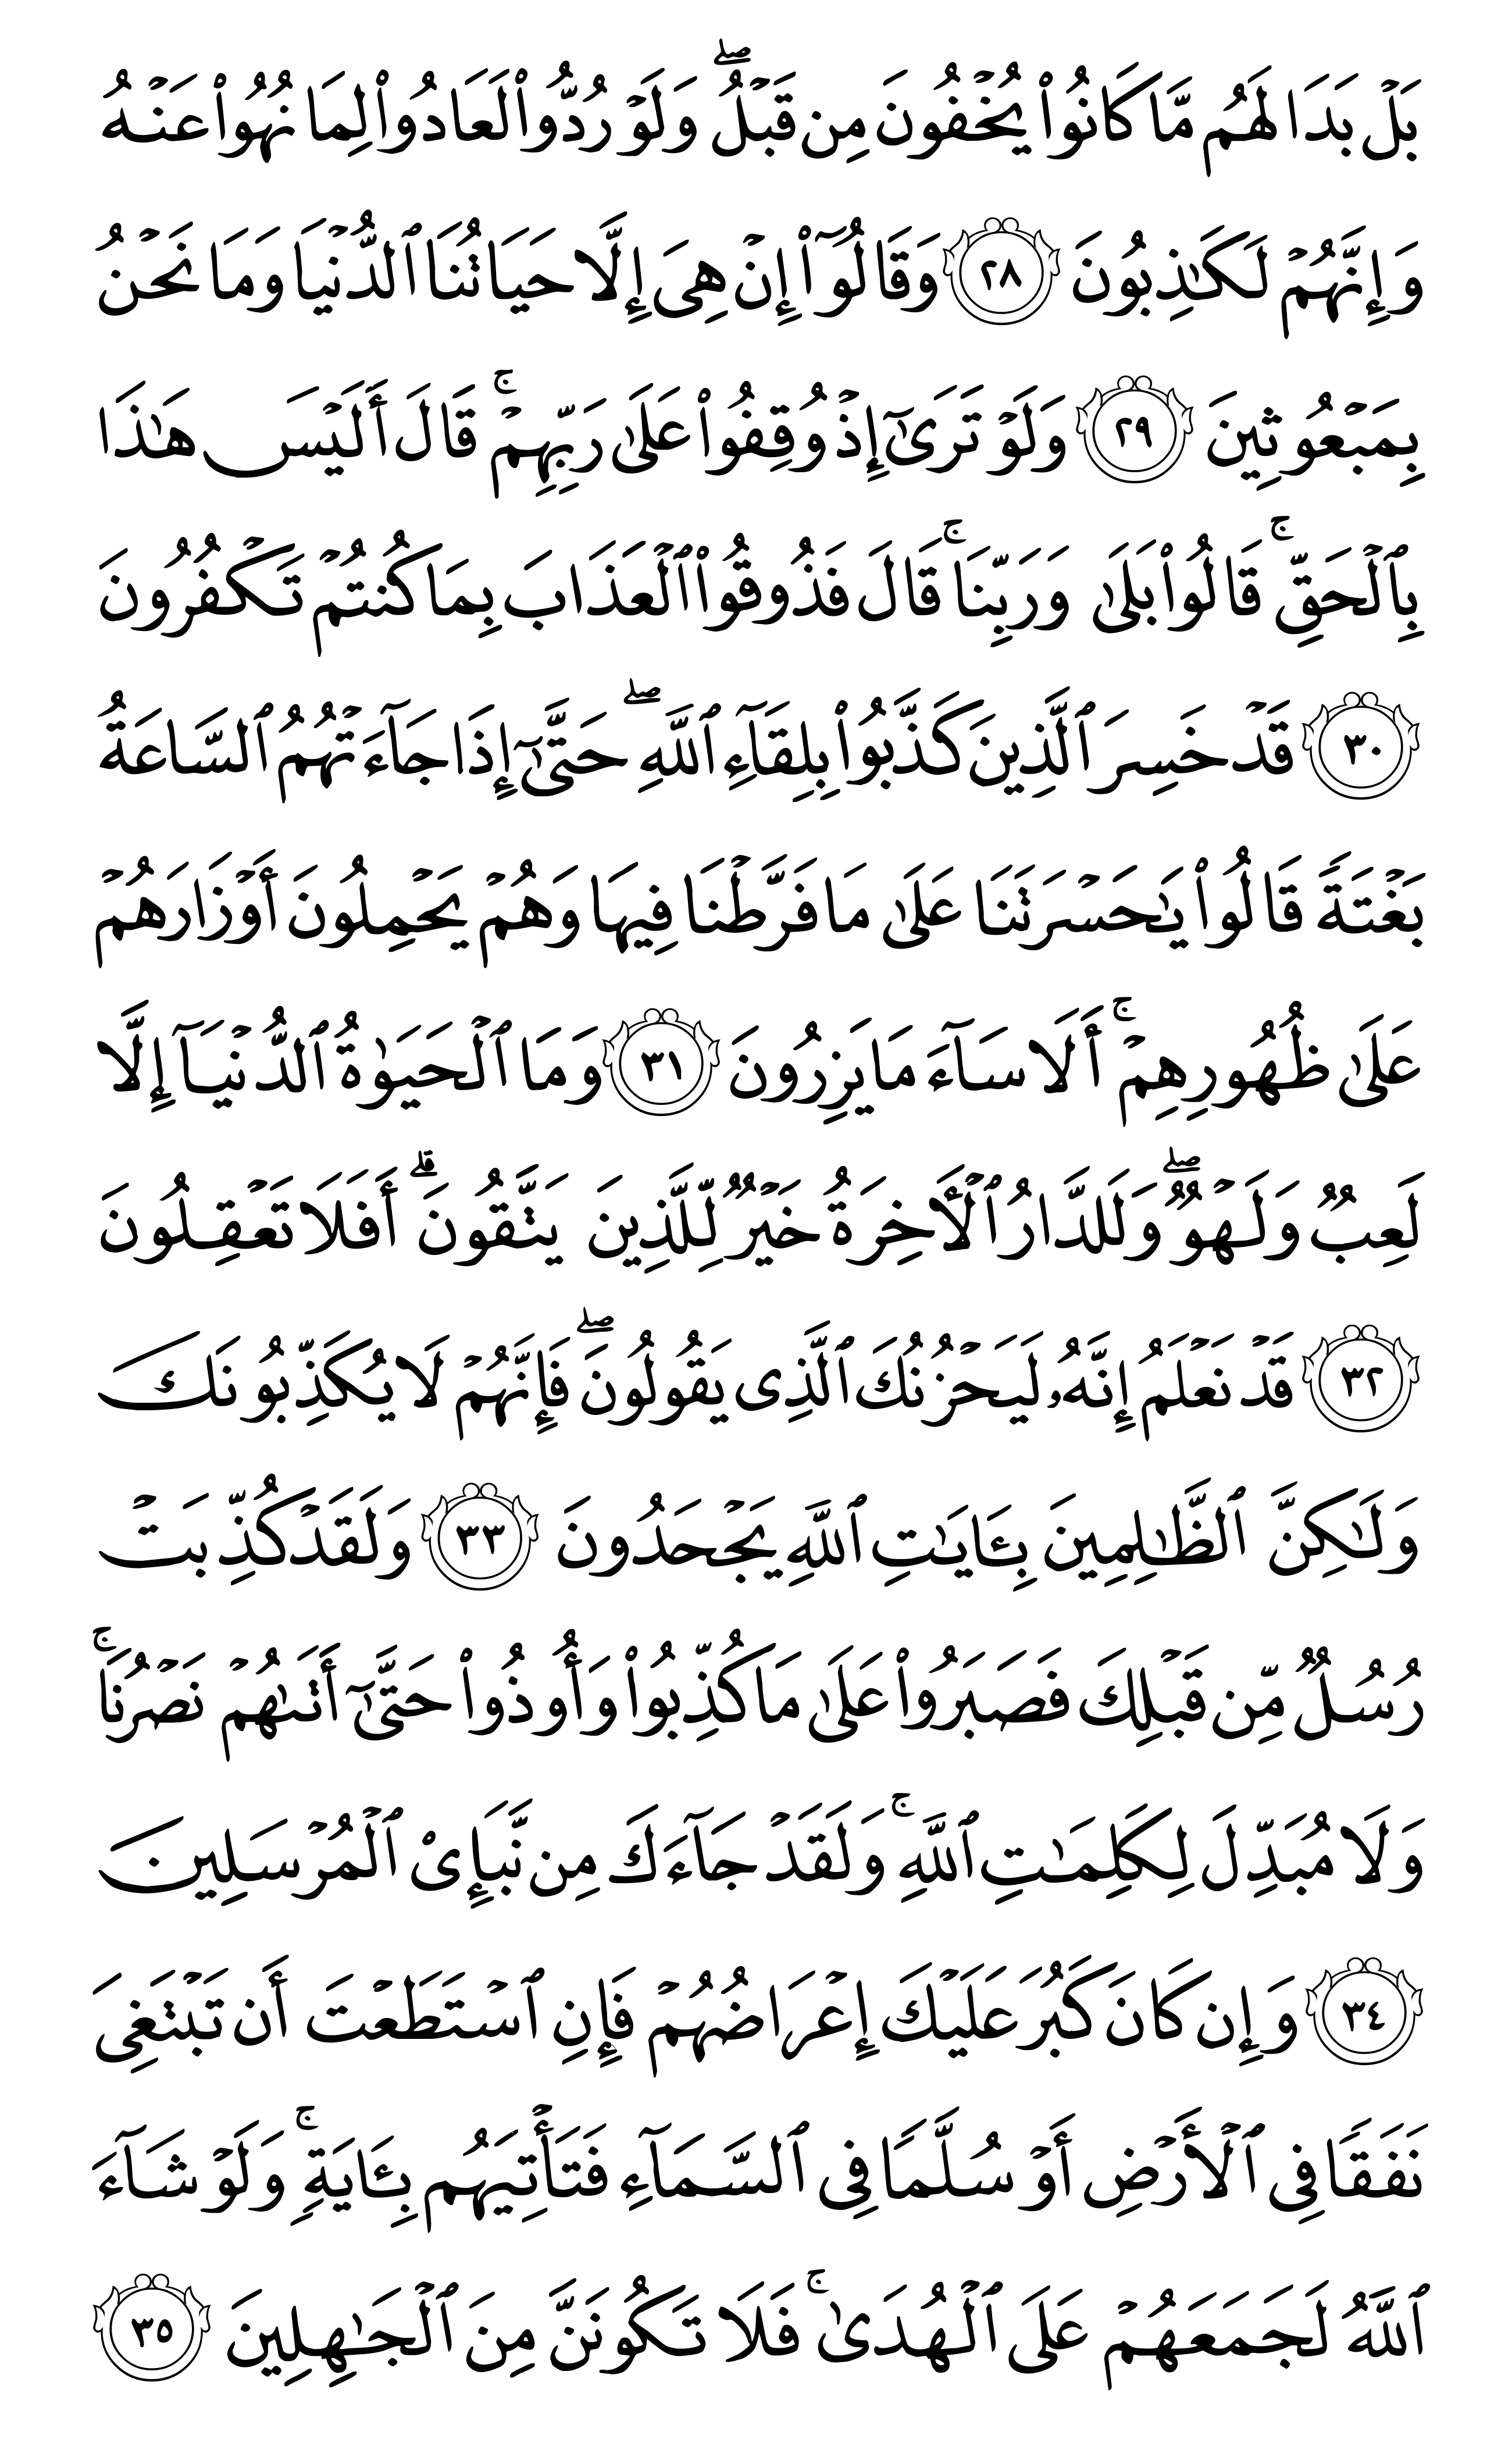 بَلۡ بَدَا لَهُم مَّا كَانُواْ يُخۡفُونَ مِن قَبۡلُۖ وَلَوۡ رُدُّواْ لَعَادُواْ لِمَا نُهُواْ عَنۡهُ
وَإِنَّهُمۡ لَكَٰذِبُونَ ٢٨ وَقَالُوٓاْ إِنۡ هِيَ إِلَّا حَيَاتُنَا ٱلدُّنۡيَا وَمَا نَحۡنُ
بِمَبۡعُوثِينَ ٢٩ وَلَوۡ تَرَىٰٓ إِذۡ وُقِفُواْ عَلَىٰ رَبِّهِمۡۚ قَالَ أَلَيۡسَ هَٰذَا
بِٱلۡحَقِّۚ قَالُواْ بَلَىٰ وَرَبِّنَاۚ قَالَ فَذُوقُواْ ٱلۡعَذَابَ بِمَا كُنتُمۡ تَكۡفُرُونَ
٣٠ قَدۡ خَسِرَ ٱلَّذِينَ كَذَّبُواْ بِلِقَآءِ ٱللَّهِۖ حَتَّىٰٓ إِذَا جَآءَتۡهُمُ ٱلسَّاعَةُ
بَغۡتَةٗ قَالُواْ يَٰحَسۡرَتَنَا عَلَىٰ مَا فَرَّطۡنَا فِيهَا وَهُمۡ يَحۡمِلُونَ أَوۡزَارَهُمۡ
عَلَىٰ ظُهُورِهِمۡۚ أَلَا سَآءَ مَا يَزِرُونَ ٣١ وَمَا ٱلۡحَيَوٰةُ ٱلدُّنۡيَآ إِلَّا
لَعِبٞ وَلَهۡوٞۖ وَلَلدَّارُ ٱلۡأٓخِرَةُ خَيۡرٞ لِّلَّذِينَ يَتَّقُونَۚ أَفَلَا تَعۡقِلُونَ
٣٢ قَدۡ نَعۡلَمُ إِنَّهُۥ لَيَحۡزُنُكَ ٱلَّذِي يَقُولُونَۖ فَإِنَّهُمۡ لَا يُكَذِّبُونَكَ
وَلَٰكِنَّ ٱلظَّٰلِمِينَ بِـَٔايَٰتِ ٱللَّهِ يَجۡحَدُونَ ٣٣ وَلَقَدۡ كُذِّبَتۡ
رُسُلٞ مِّن قَبۡلِكَ فَصَبَرُواْ عَلَىٰ مَا كُذِّبُواْ وَأُوذُواْ حَتَّىٰٓ أَتَىٰهُمۡ نَصۡرُنَاۚ
وَلَا مُبَدِّلَ لِكَلِمَٰتِ ٱللَّهِۚ وَلَقَدۡ جَآءَكَ مِن نَّبَإِيْ ٱلۡمُرۡسَلِينَ
٣٤ وَإِن كَانَ كَبُرَ عَلَيۡكَ إِعۡرَاضُهُمۡ فَإِنِ ٱسۡتَطَعۡتَ أَن تَبۡتَغِيَ
نَفَقٗا فِي ٱلۡأَرۡضِ أَوۡ سُلَّمٗا فِي ٱلسَّمَآءِ فَتَأۡتِيَهُم بِـَٔايَةٖۚ وَلَوۡ شَآءَ
ٱللَّهُ لَجَمَعَهُمۡ عَلَى ٱلۡهُدَىٰۚ فَلَا تَكُونَنَّ مِنَ ٱلۡجَٰهِلِينَ ٣٥